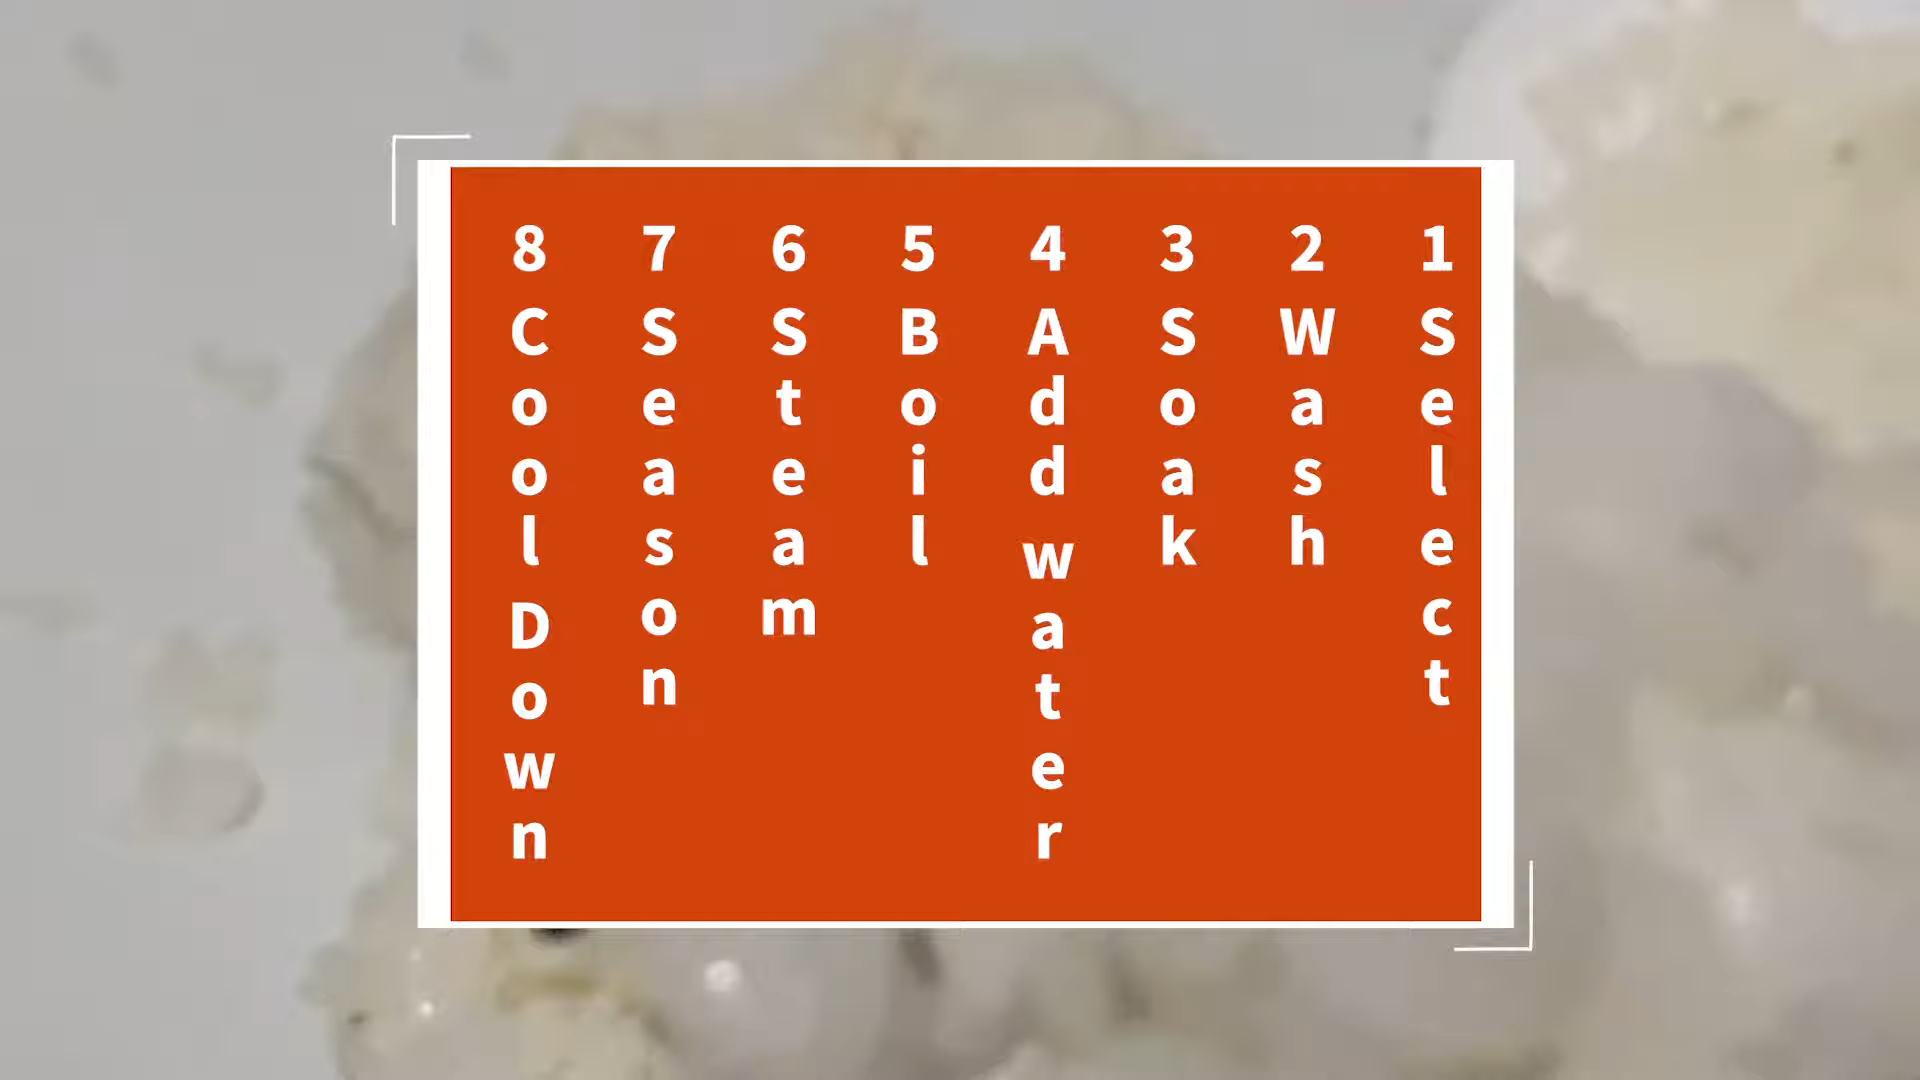 1 Select
2 Wash
3 Soak
4 Add water
5 Boil
6 Steam
7 Season
8 Cool Down